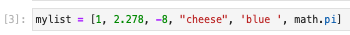 [3]: mylist = [1, 2.278, -8, "cheese", 'blue ', math.pi]